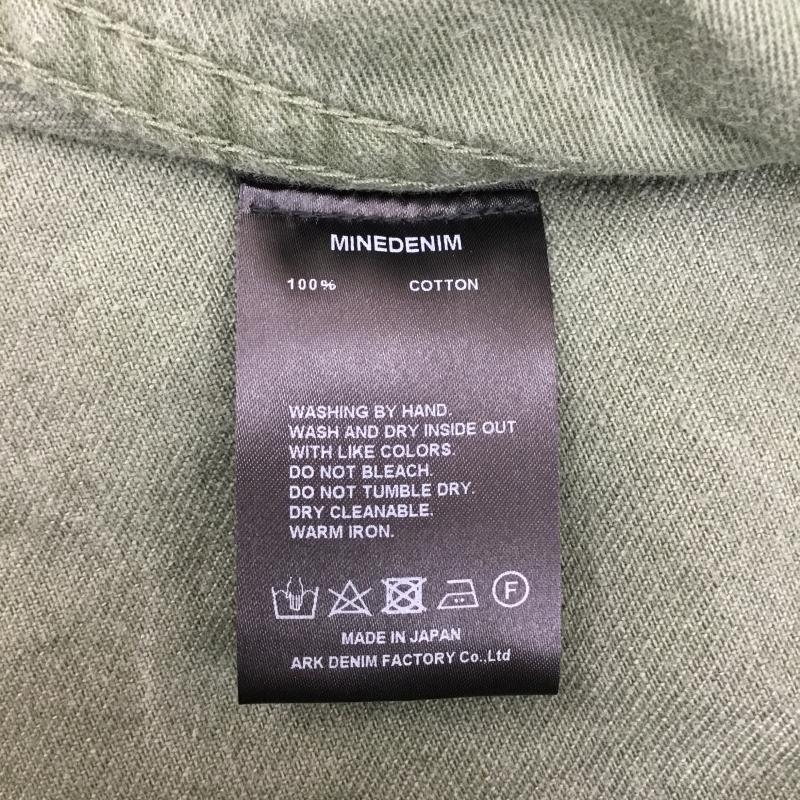 MINEDENIM
100% COTTON
WASHING BY HAND.
WASH AND DRY INSIDE OUT
WITH LIKE COLORS.
DO NOT BLEACH.
DO NOT TUMBLE DRY.
DRY CLEANABLE.
WARM IRON.
F
MADE IN JAPAN
ARK DENIM FACTORY Co.,Ltd